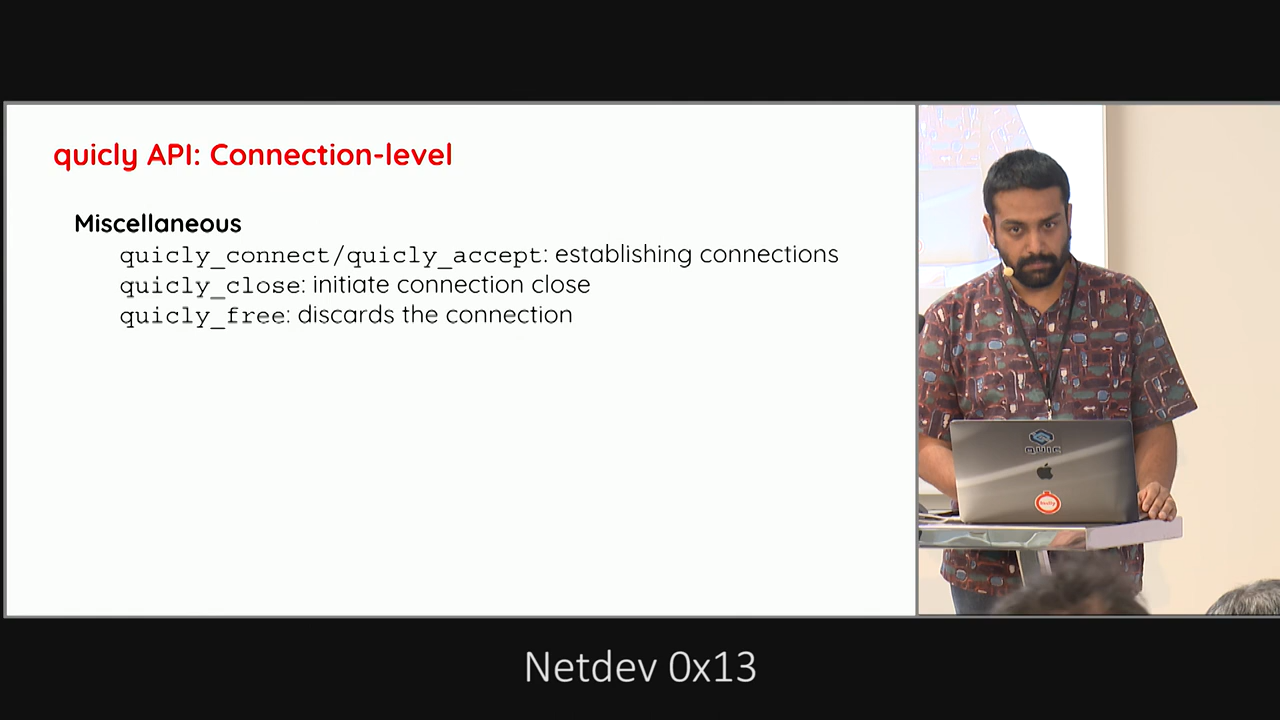 quicly API: Connection-level
Miscellaneous
quicly_connect/quicly_accept: establishing connections
quicly_close: initiate connection close
quicly_free: discards the connection
QUIC
Netdev 0x13